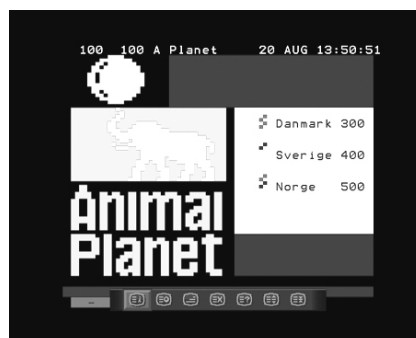 100 100 A Planet 20 AUG 13:50:51
Danmark 300
Sverige 400
Norge 500
Animal
Planet